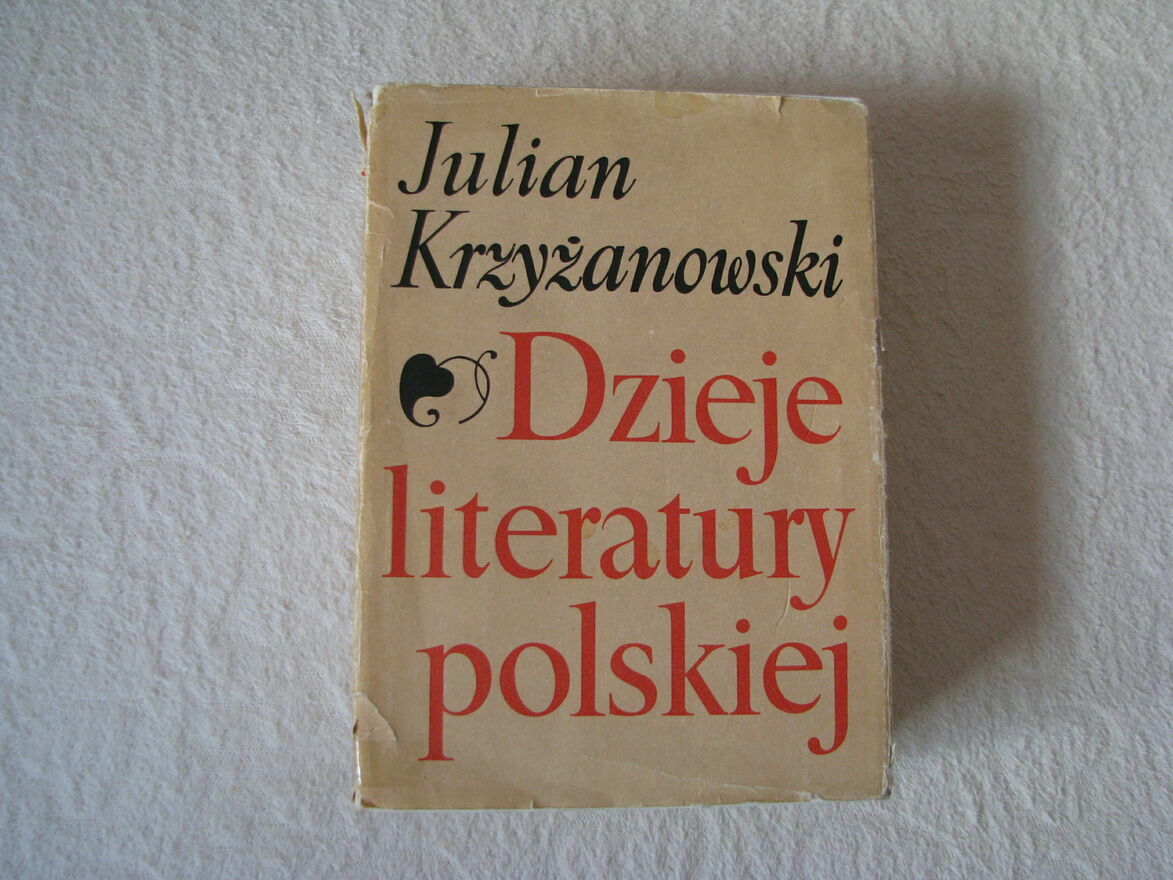 Julian
Krzyżanowski
Dzieje
literatury
polskiej